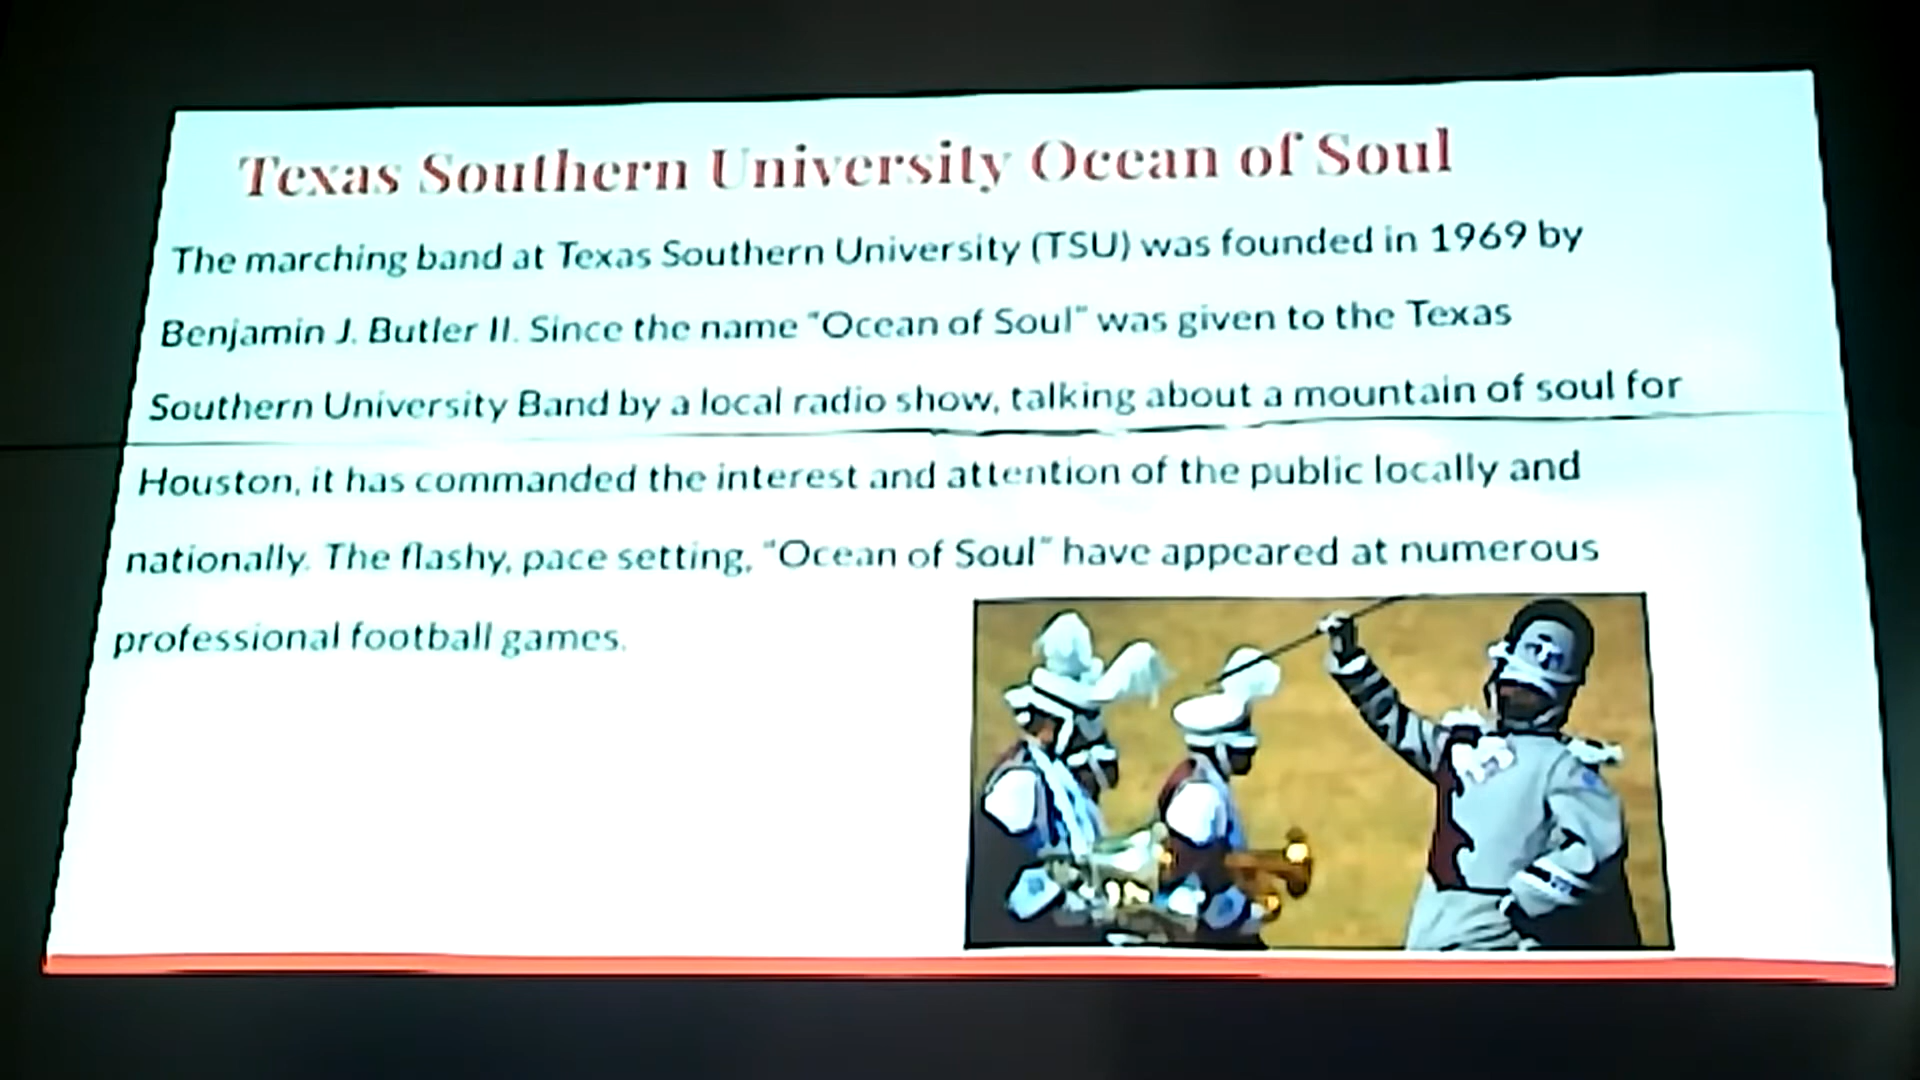 Texas Southern University Ocean of Soul
The marching band at Texas Southern University (TSU) was founded in 1969 by
Benjamin J. Butler II. Since the name "Ocean of Soul" was given to the Texas
Southern University Band by a local radio show, talking about a mountain of soul for
Houston, it has commanded the interest and attention of the public locally and
nationally. The flashy, pace setting, "Ocean of Soul" have appeared at numerous
professional football games.